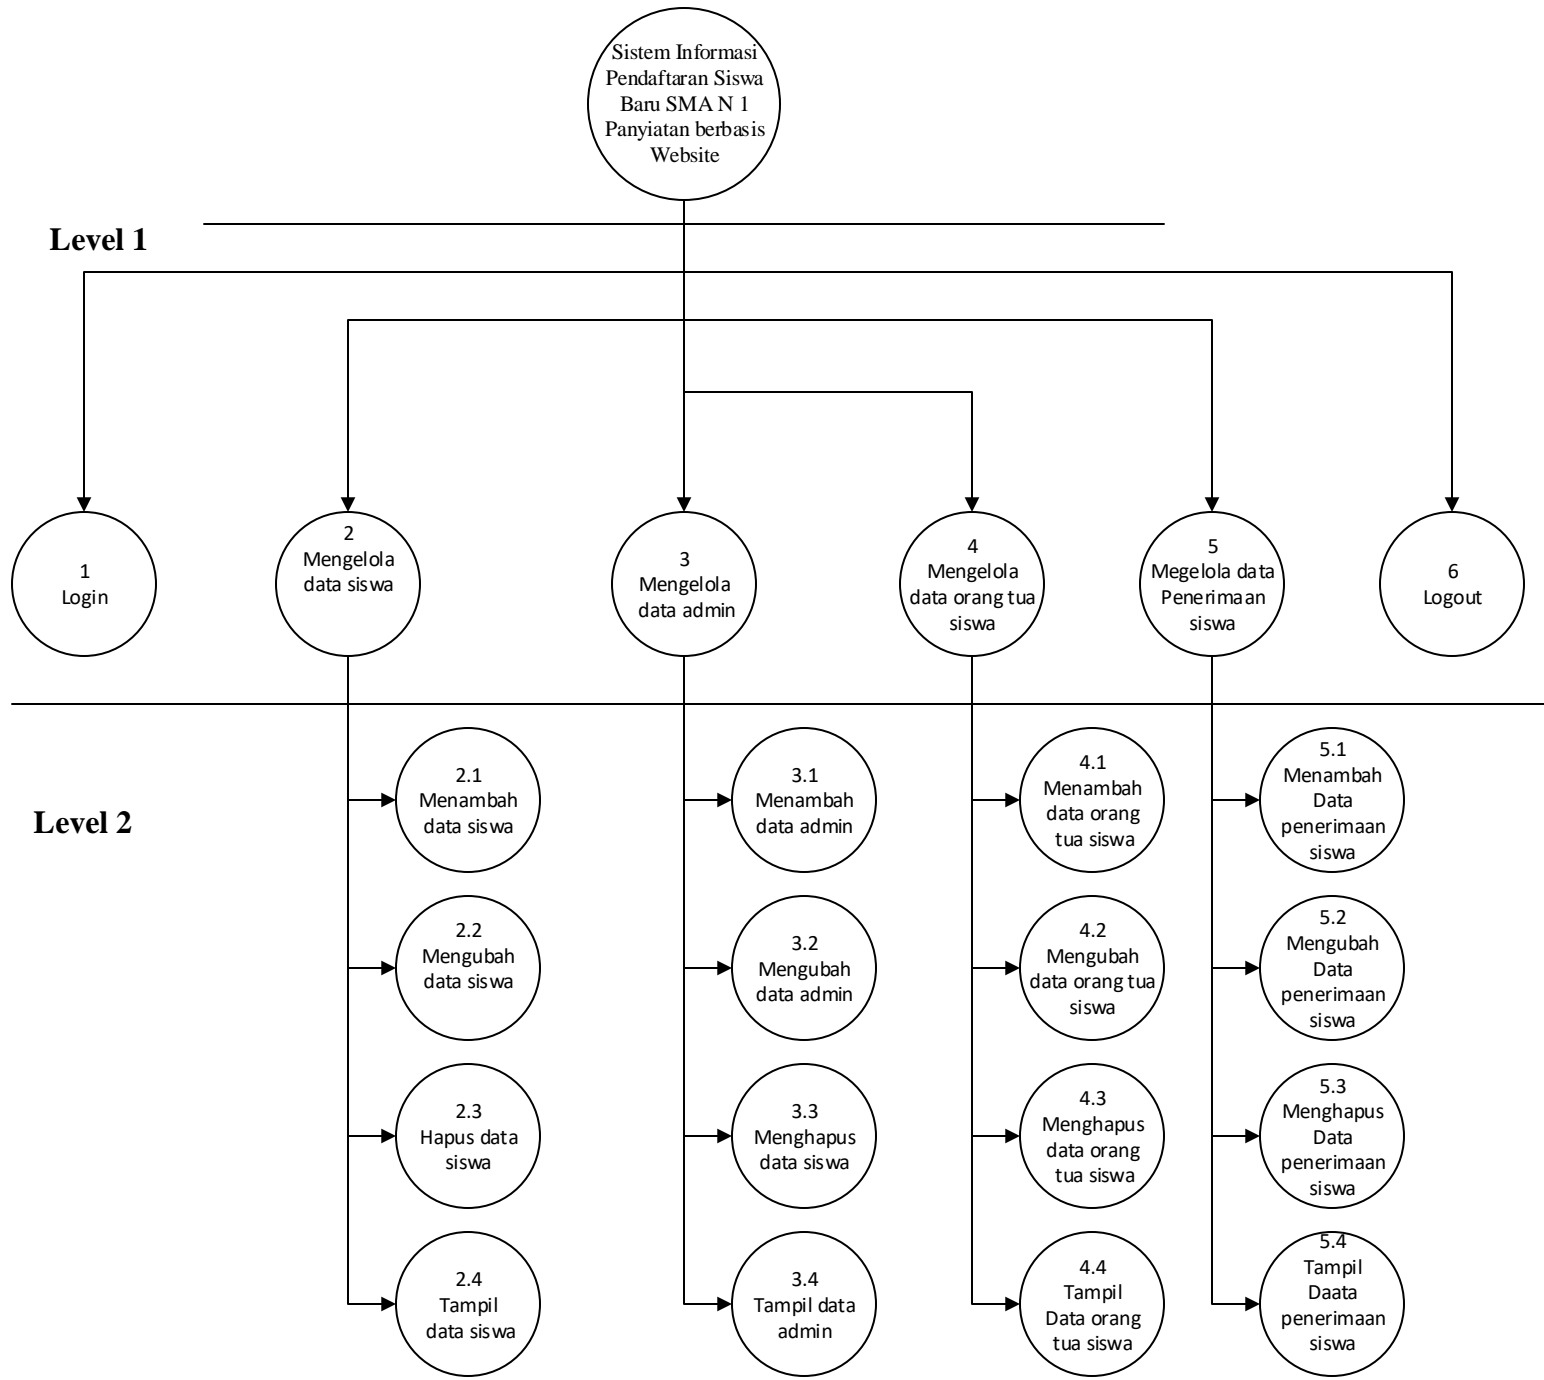 Sistem Informasi
Pendaftaran Siswa
Baru SMA N 1
Panyiatan berbasis
Website
Level 1
1
Login
2
Mengelola
data siswa
3
Mengelola
data admin
4
Mengelola
data orang tua
siswa
5
Megelola data
Penerimaan
siswa
6
Logout
Level 2
2.1
Menambah
data siswa
3.1
Menambah
data admin
4.1
Menambah
data orang
tua siswa
5.1
Menambah
Data
penerimaan
siswa
2.2
Mengubah
data siswa
3.2
Mengubah
data admin
4.2
Mengubah
data orang tua
siswa
5.2
Mengubah
Data
penerimaan
siswa
2.3
Hapus data
siswa
3.3
Menghapus
data siswa
4.3
Menghapus
data orang
tua siswa
5.3
Menghapus
Data
penerimaan
siswa
2.4
Tampil
data siswa
3.4
Tampil data
admin
4.4
Tampil
Data orang
tua siswa
5.4
Tampil
Daata
penerimaan
siswa